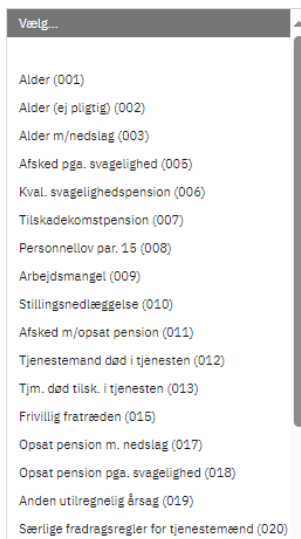 Vælg...
Alder (001)
Alder (ej pligtig) (002)
Alder m/nedslag (003)
Afsked pga. svagelighed (005)
Kval. svagelighedspension (006)
Tilskadekomstpension (007)
Personnellov par. 15 (008)
Arbejdsmangel (009)
Stillingsnedlæggelse (010)
Afsked m/opsat pension (011)
Tjenestemand død i tjenesten (012)
Tjm. død tilsk. i tjenesten (013)
Frivillig fratræden (015)
Opsat pension m. nedslag (017)
Opsat pension pga. svagelighed (018)
Anden utilregnelig årsag (019)
Særlige fradragsregler for tjenestemænd (020)